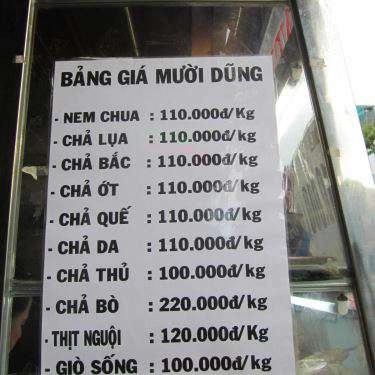 BẢNG GIÁ MƯỜI DŨNG
- NEM CHUA : 110.000đ/Kg
- CHẢ LỤA : 110.000đ/kg
- CHẢ BẮC : 110.000đ/kg
- CHẢ ỚT : 110.000đ/kg
- CHẢ QUẾ : 110.000đ/kg
- CHẢ DA : 110.000đ/kg
- CHẢ THỦ : 100.000đ/kg
- CHẢ BÒ : 220.000đ/kg
- THỊT NGUỘI : 120.000đ/Kg
- GIÒ SỐNG : 100.000đ/kg